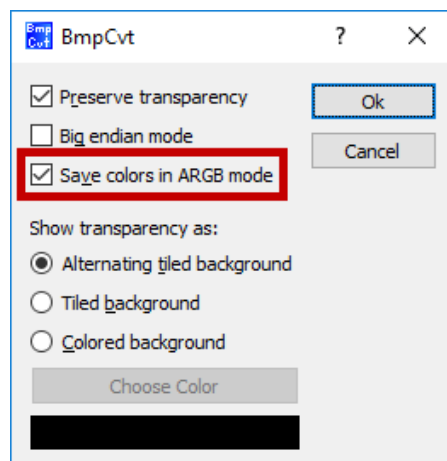 Bmp
Cvt
BmpCvt
?
Preserve transparency
Ok
Big endian mode
Cancel
Save colors in ARGB mode
Show transparency as:
Alternating tiled background
Tiled background
Colored background
Choose Color